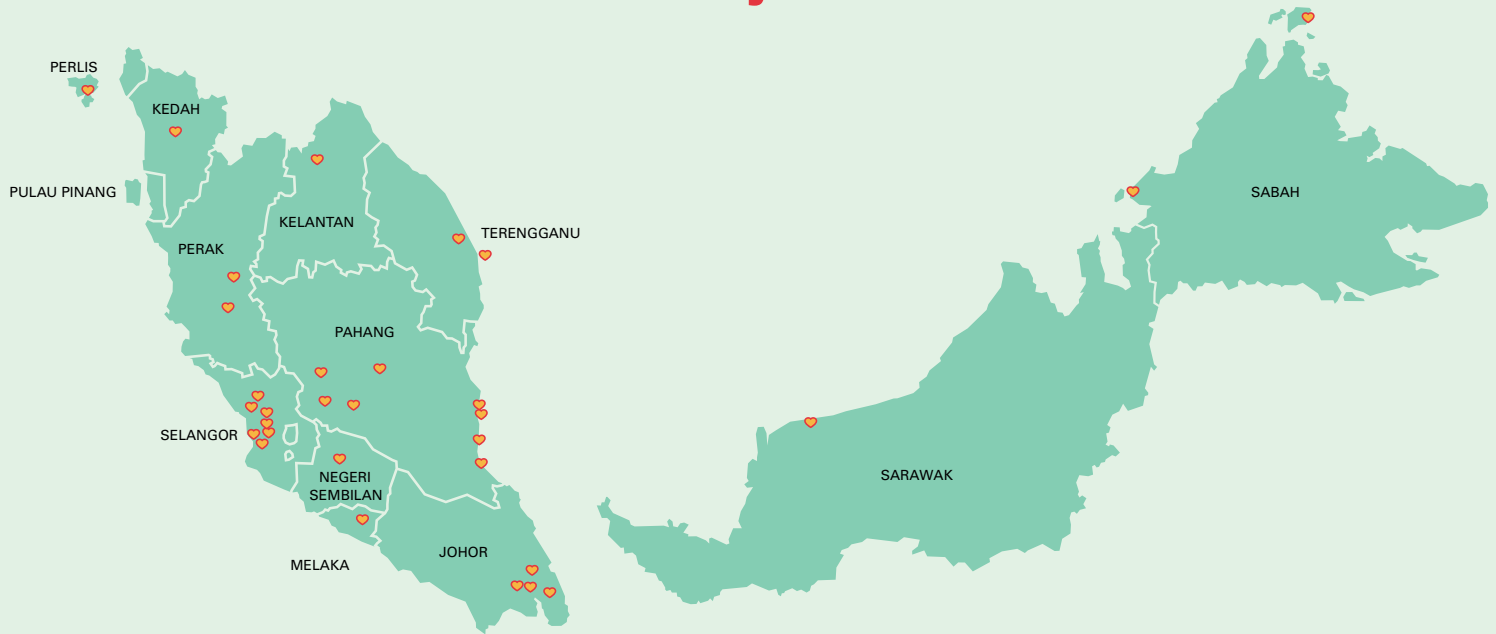 PERLIS
KEDAH
PULAU PINANG
KELANTAN
PERAK
TERENGGANU
PAHANG
SELANGOR
NEGERI
SEMBILAN
MELAKA
JOHOR
SABAH
SARAWAK